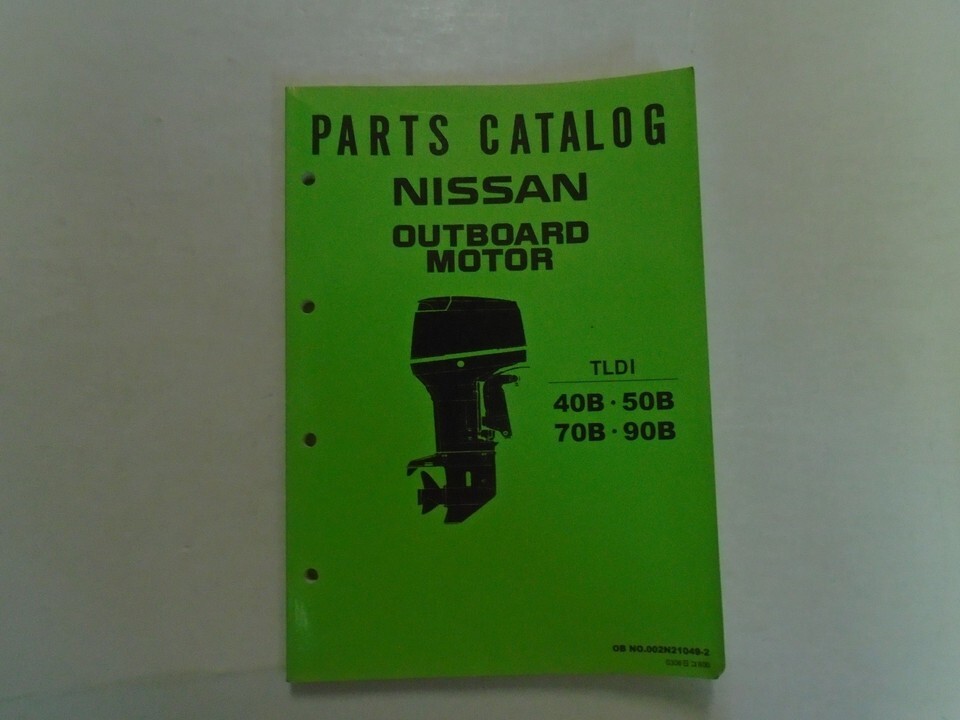 PARTS CATALOG
NISSAN
OUTBOARD
MOTOR
TLDI
40B・50B
70B・90B
OB NO.002N21049-2